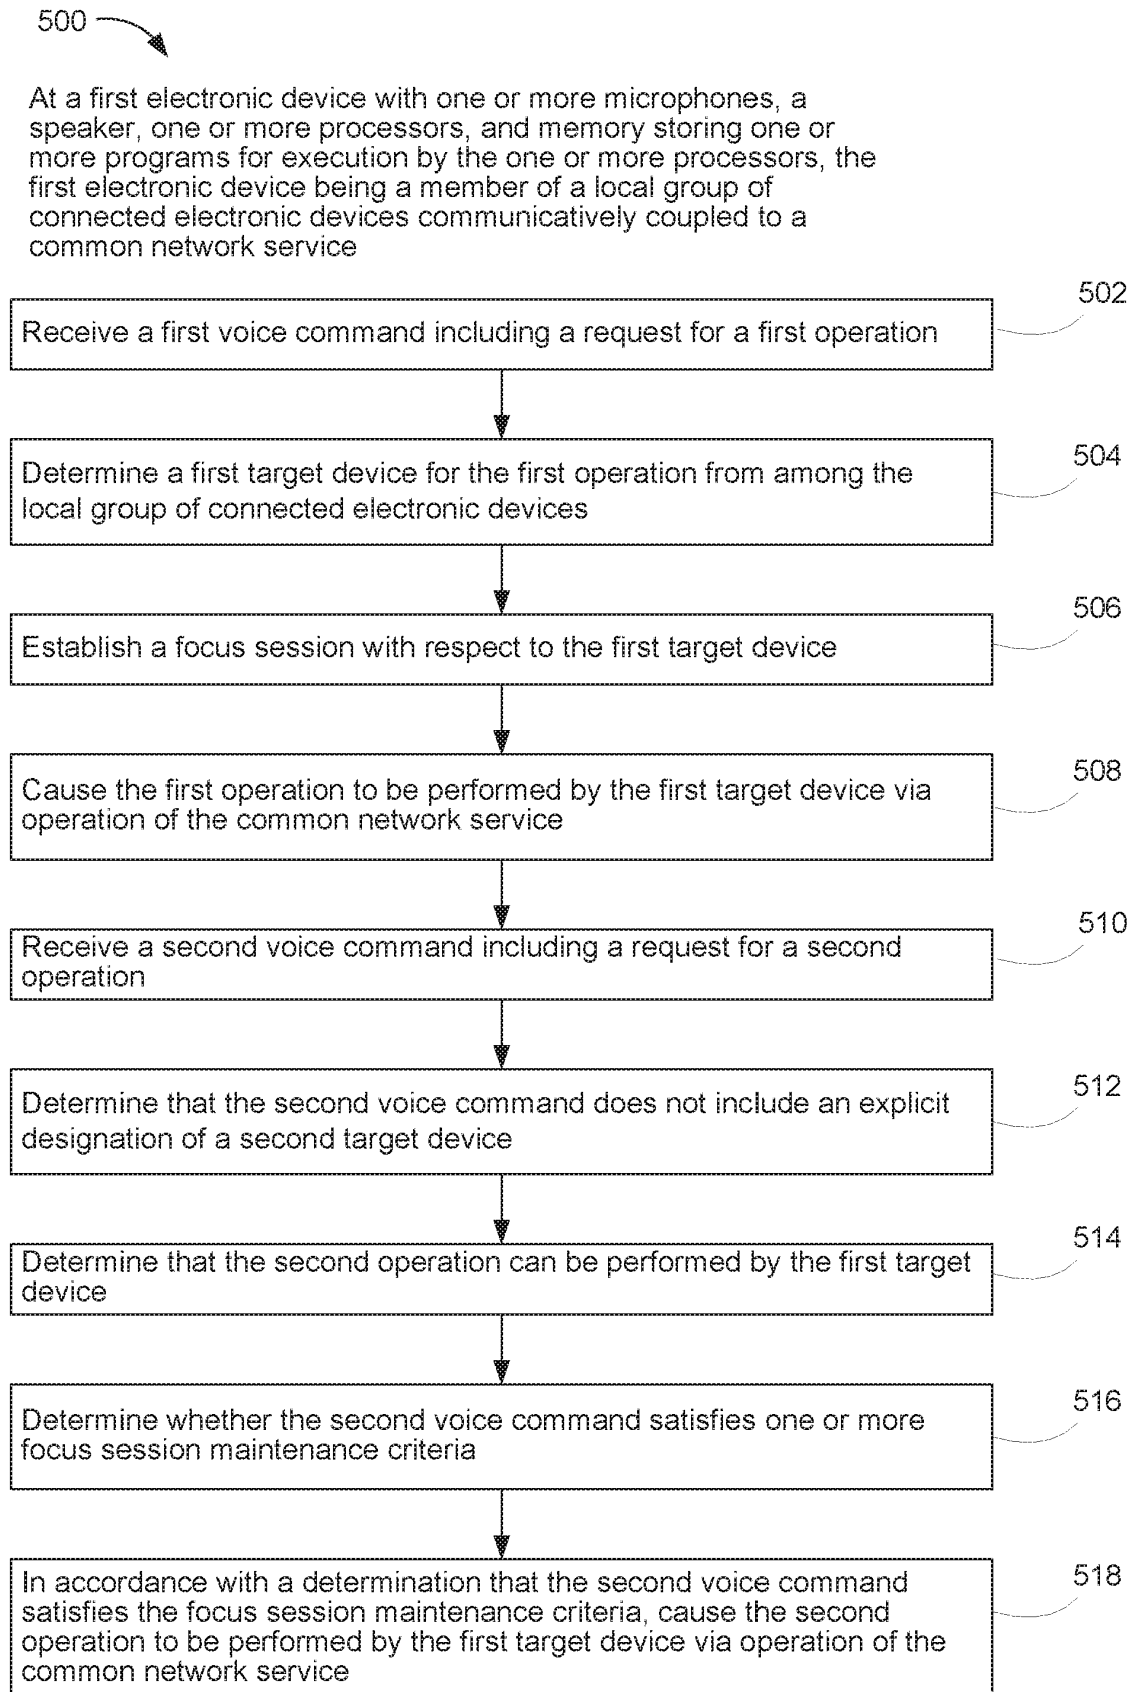 500
At a first electronic device with one or more microphones, a
speaker, one or more processors, and memory storing one or
more programs for execution by the one or more processors, the
first electronic device being a member of a local group of
connected electronic devices communicatively coupled to a
common network service
502
Receive a first voice command including a request for a first operation
504
Determine a first target device for the first operation from among the
local group of connected electronic devices
506
Establish a focus session with respect to the first target device
508
Cause the first operation to be performed by the first target device via
operation of the common network service
510
Receive a second voice command including a request for a second
operation
512
Determine that the second voice command does not include an explicit
designation of a second target device
514
Determine that the second operation can be performed by the first target
device
516
Determine whether the second voice command satisfies one or more
focus session maintenance criteria
518
In accordance with a determination that the second voice command
satisfies the focus session maintenance criteria, cause the second
operation to be performed by the first target device via operation of the
common network service